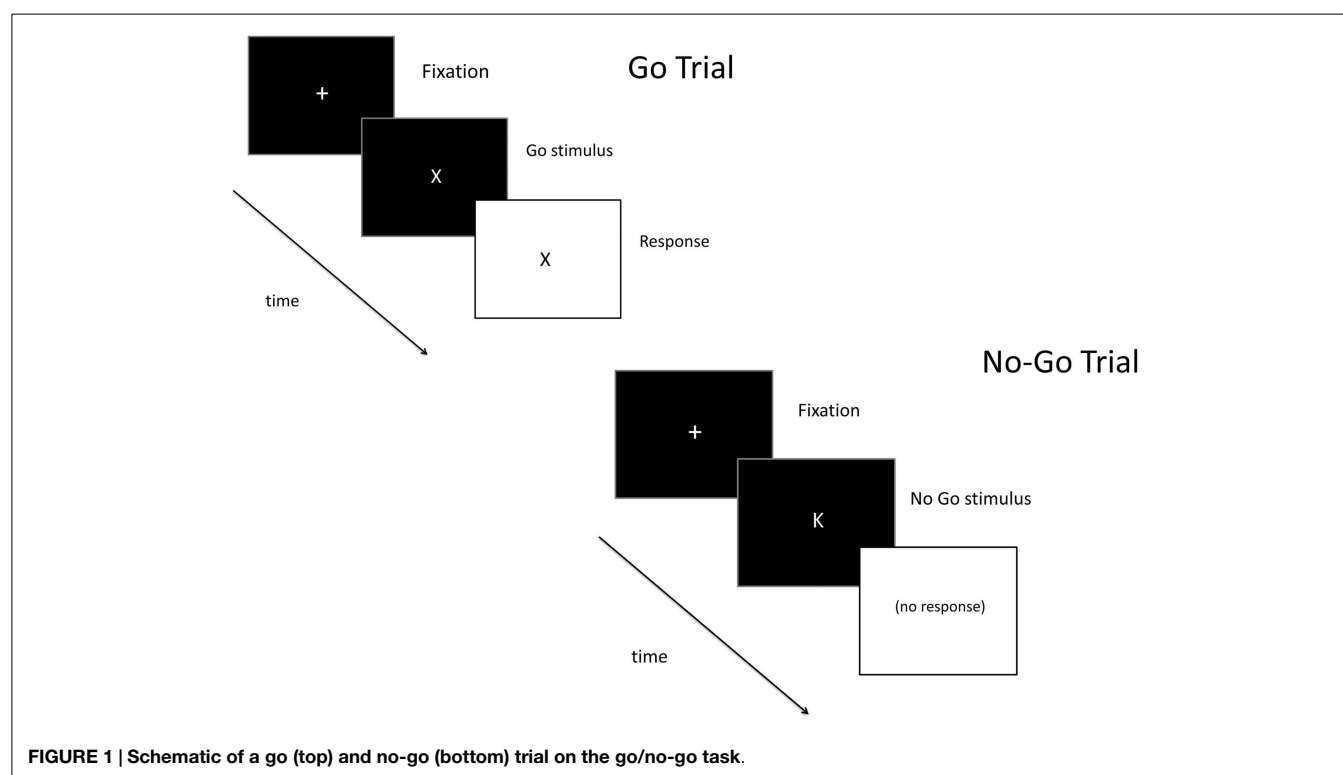 Go Trial
Fixation
+
Go stimulus
X
Response
X
time
No-Go Trial
Fixation
+
No Go stimulus
K
(no response)
time
FIGURE 1 | Schematic of a go (top) and no-go (bottom) trial on the go/no-go task.